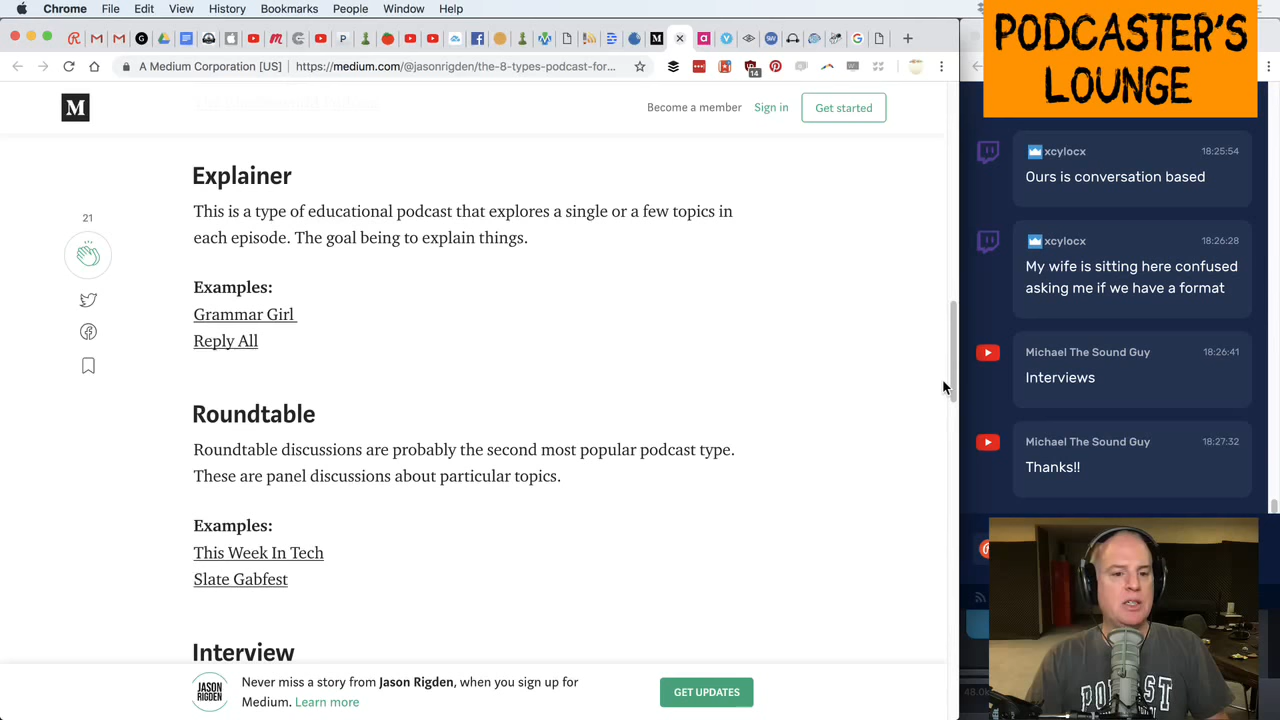 Chrome File Edit View History Bookmarks People Window Help
A Medium Corporation [US] https://medium.com/@jasonrigden/the-8-types-podcast-for...
14
M
Become a member Sign in Get started
Explainer
This is a type of educational podcast that explores a single or a few topics in
each episode. The goal being to explain things.
21
Examples:
Grammar Girl
Reply All
Roundtable
Roundtable discussions are probably the second most popular podcast type.
These are panel discussions about particular topics.
Examples:
This Week In Tech
Slate Gabfest
Interview
JASON
RIGDEN
Never miss a story from Jason Rigden, when you sign up for
Medium. Learn more
GET UPDATES
PODCASTER'S
LOUNGE
xcylocx 18:25:54
Ours is conversation based
xcylocx 18:26:28
My wife is sitting here confused
asking me if we have a format
Michael The Sound Guy 18:26:41
Interviews
Michael The Sound Guy 18:27:32
Thanks!!
48.0k